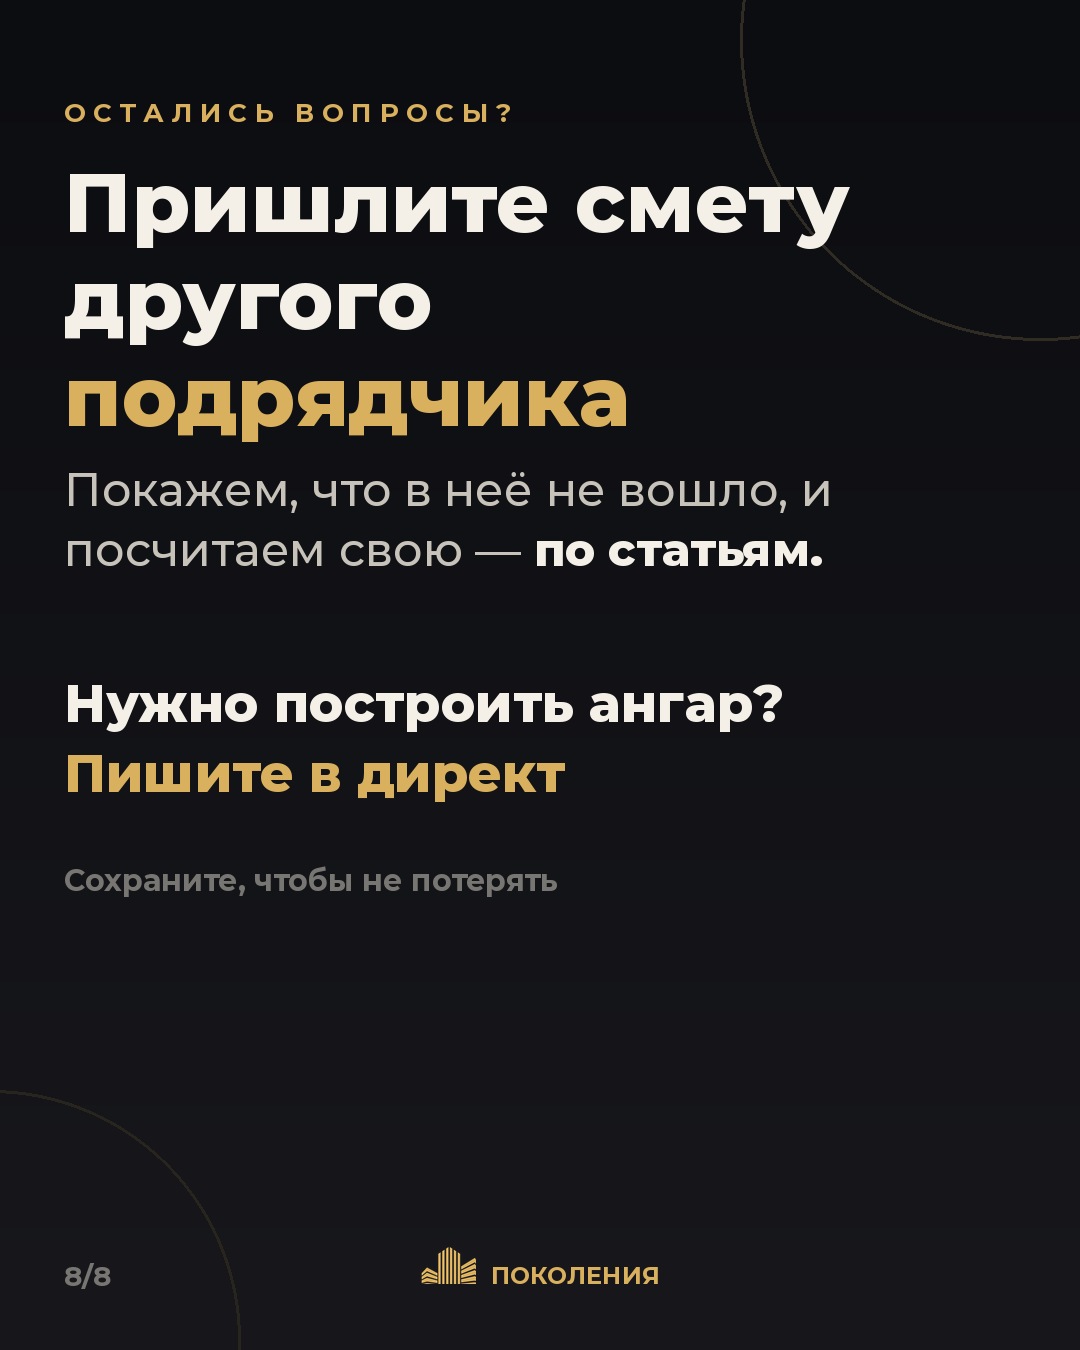 ОСТАЛИСЬ ВОПРОСЫ?
Пришлите смету
другого
подрядчика
Покажем, что в неё не вошло, и
посчитаем свою — по статьям.
Нужно построить ангар?
Пишите в директ
Сохраните, чтобы не потерять
8/8
ПОКОЛЕНИЯ